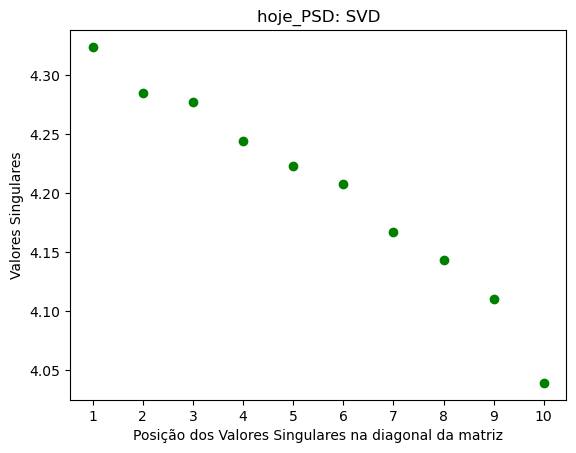 hoje_PSD: SVD
Valores Singulares
4.30
4.25
4.20
4.15
4.10
4.05
1 2 3 4 5 6 7 8 9 10
Posição dos Valores Singulares na diagonal da matriz